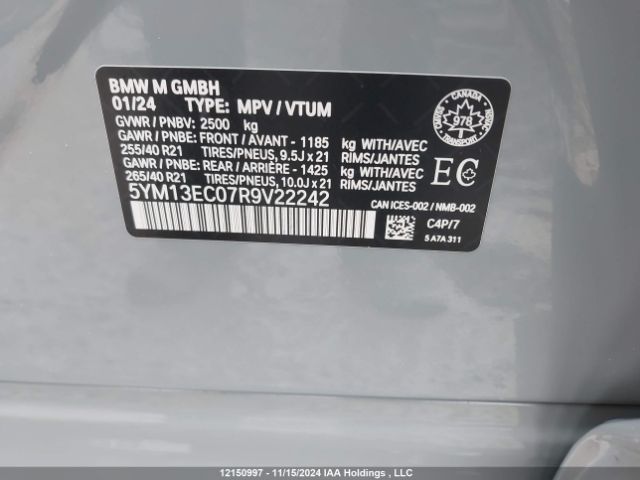 BMW M GMBH
01/24 TYPE: MPV / VTUM
GVWR / PNBV: 2500 kg
GAWR / PNBE: FRONT / AVANT - 1185 kg WITH/AVEC
255/40 R21 TIRES/PNEUS, 9.5J x 21 RIMS/JANTES
GAWR / PNBE: REAR / ARRIÈRE - 1425 kg WITH/AVEC
265/40 R21 TIRES/PNEUS, 10.0J x 21 RIMS/JANTES
5YM13EC07R9V22242
CANADA
978
EC
CAN ICES-002 / NMB-002
C4P/7
5 A7A 311
12150997 - 11/15/2024 IAA Holdings , LLC